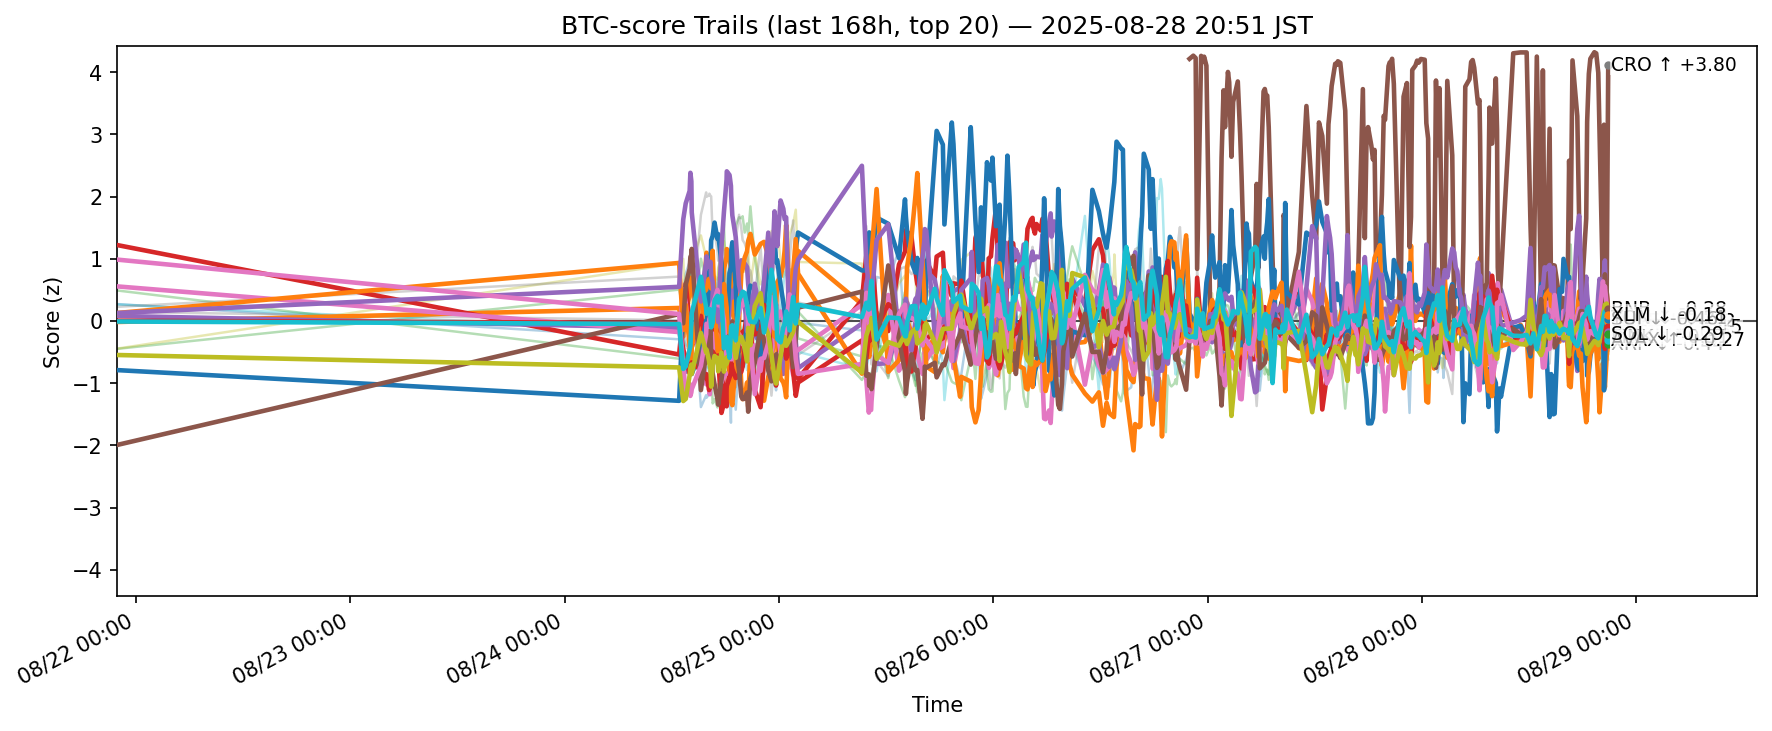 BTC-score Trails (last 168h, top 20) — 2025-08-28 20:51 JST
Score (z)
4
3
2
1
0
−1
−2
−3
−4
CRO ↑ +3.80
XLM ↓ -0.18
SOL ↓ -0.29
08/22 00:00
08/23 00:00
08/24 00:00
08/25 00:00
08/26 00:00
08/27 00:00
08/28 00:00
08/29 00:00
Time